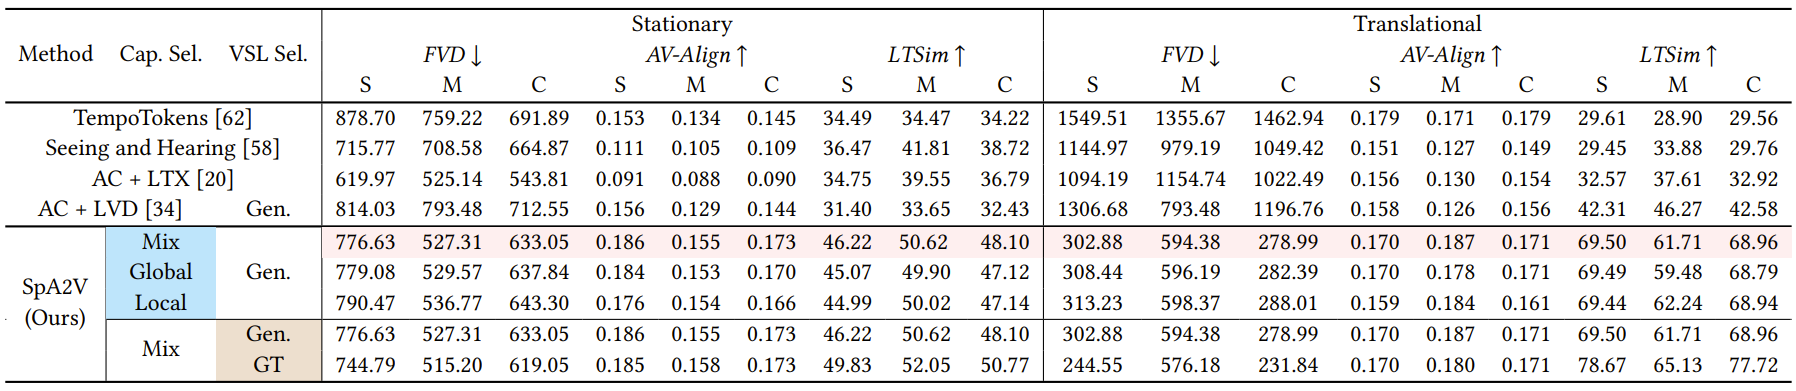 Stationary Translational
Method Cap. Sel. VSL Sel. FVD ↓ AV-Align ↑ LTSim ↑ FVD ↓ AV-Align ↑ LTSim ↑
S M C S M C S M C S M C S M C S M C
TempoTokens [62] 878.70 759.22 691.89 0.153 0.134 0.145 34.49 34.47 34.22 1549.51 1355.67 1462.94 0.179 0.171 0.179 29.61 28.90 29.56
Seeing and Hearing [58] 715.77 708.58 664.87 0.111 0.105 0.109 36.47 41.81 38.72 1144.97 979.19 1049.42 0.151 0.127 0.149 29.45 33.88 29.76
AC + LTX [20] 619.97 525.14 543.81 0.091 0.088 0.090 34.75 39.55 36.79 1094.19 1154.74 1022.49 0.156 0.130 0.154 32.57 37.61 32.92
AC + LVD [34] Gen. 814.03 793.48 712.55 0.156 0.129 0.144 31.40 33.65 32.43 1306.68 793.48 1196.76 0.158 0.126 0.156 42.31 46.27 42.58
Mix 776.63 527.31 633.05 0.186 0.155 0.173 46.22 50.62 48.10 302.88 594.38 278.99 0.170 0.187 0.171 69.50 61.71 68.96
SpA2V Global Gen. 779.08 529.57 637.84 0.184 0.153 0.170 45.07 49.90 47.12 308.44 596.19 282.39 0.170 0.178 0.171 69.49 59.48 68.79
(Ours) Local 790.47 536.77 643.30 0.176 0.154 0.166 44.99 50.02 47.14 313.23 598.37 288.01 0.159 0.184 0.161 69.44 62.24 68.94
Mix Gen. 776.63 527.31 633.05 0.186 0.155 0.173 46.22 50.62 48.10 302.88 594.38 278.99 0.170 0.187 0.171 69.50 61.71 68.96
GT 744.79 515.20 619.05 0.185 0.158 0.173 49.83 52.05 50.77 244.55 576.18 231.84 0.170 0.180 0.171 78.67 65.13 77.72